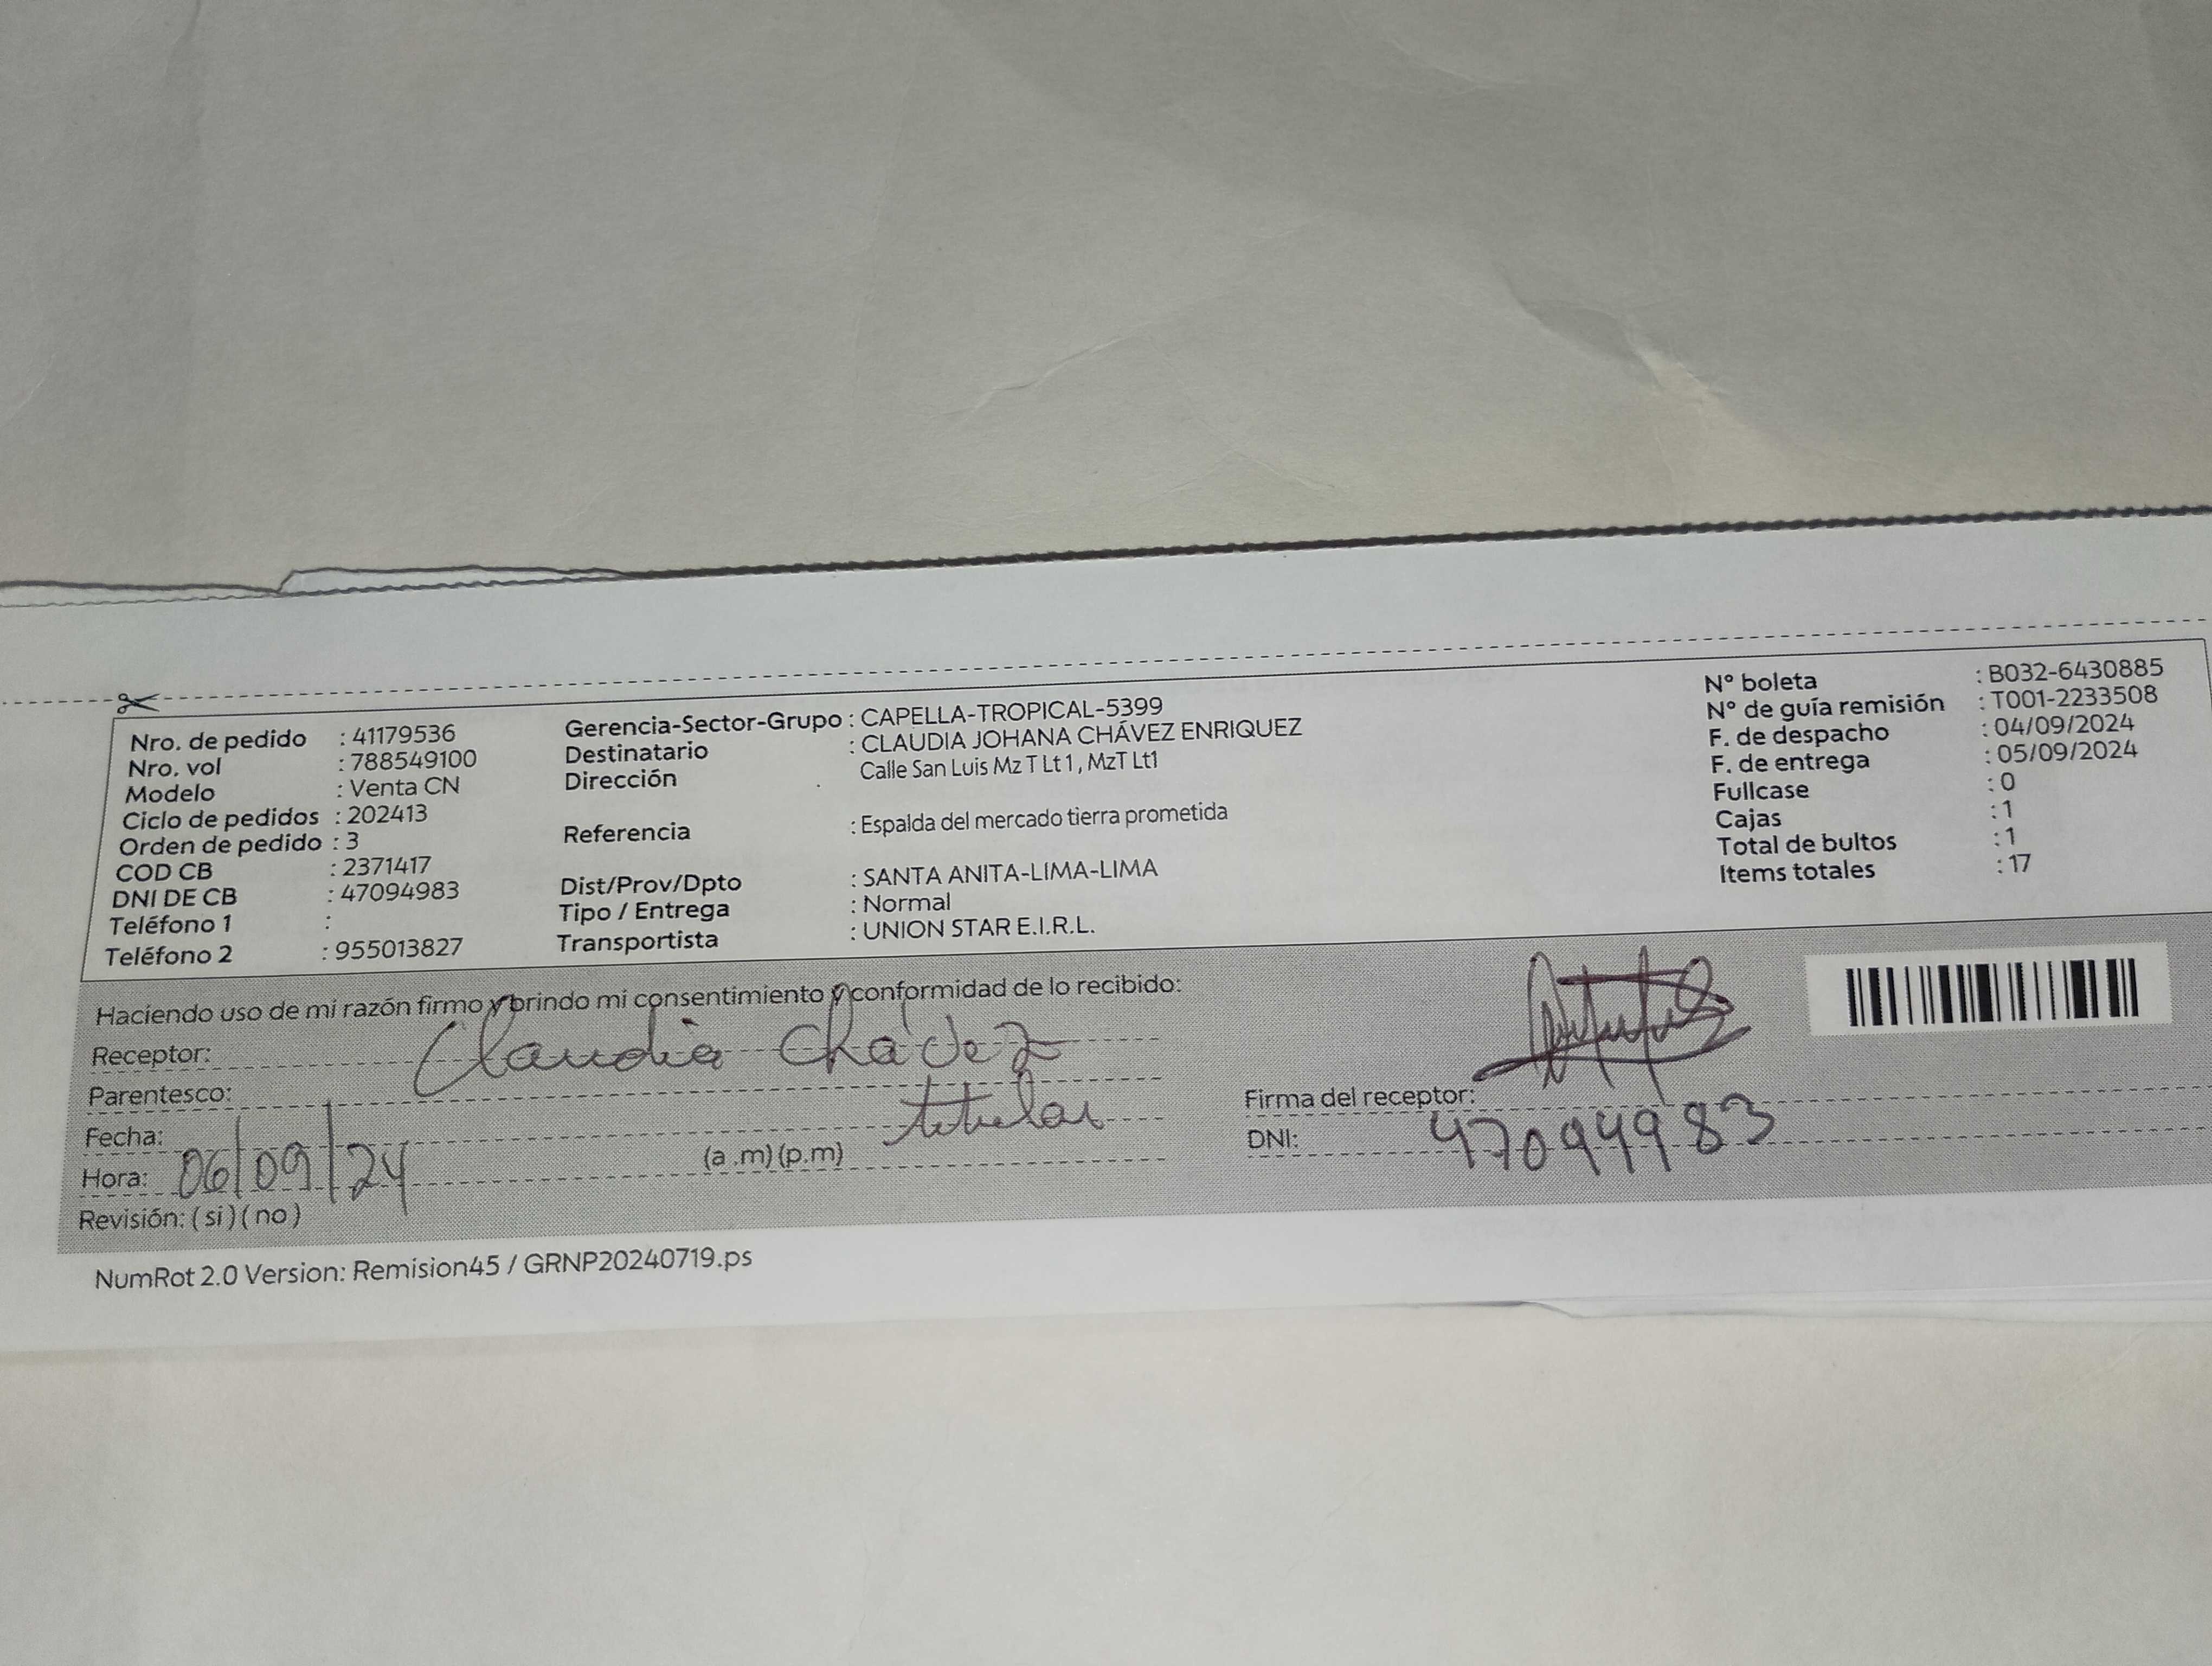 Nro. de pedido : 41179536
Nro. vol : 788549100
Modelo : Venta CN
Ciclo de pedidos : 202413
Orden de pedido : 3
COD CB : 2371417
DNI DE CB : 47094983
Teléfono 1 :
Teléfono 2 : 955013827
Gerencia-Sector-Grupo : CAPELLA-TROPICAL-5399
Destinatario : CLAUDIA JOHANA CHÁVEZ ENRIQUEZ
Dirección . Calle San Luis Mz T Lt 1, MzT Lt1
Referencia : Espalda del mercado tierra prometida
Dist/Prov/Dpto : SANTA ANITA-LIMA-LIMA
Tipo / Entrega : Normal
Transportista : UNION STAR E.I.R.L.
N° boleta : B032-6430885
N° de guía remisión : T001-2233508
F. de despacho : 04/09/2024
F. de entrega : 05/09/2024
Fullcase : 0
Cajas : 1
Total de bultos : 1
Items totales : 17
Haciendo uso de mi razón firmo y brindo mi consentimiento y conformidad de lo recibido:
Receptor: Claudia Chávez
Parentesco: titular
Fecha:
Hora: 06/09/24 (a .m) (p.m)
Revisión: ( si ) ( no )
Firma del receptor:
DNI: 47094983
NumRot 2.0 Version: Remision45 / GRNP20240719.ps